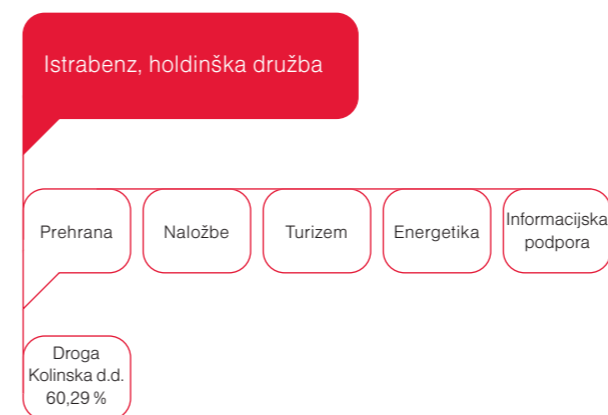 Istrabenz, holdinška družba
Prehrana
Naložbe
Turizem
Energetika
Informacijska
podpora
Droga
Kolinska d.d.
60,29 %